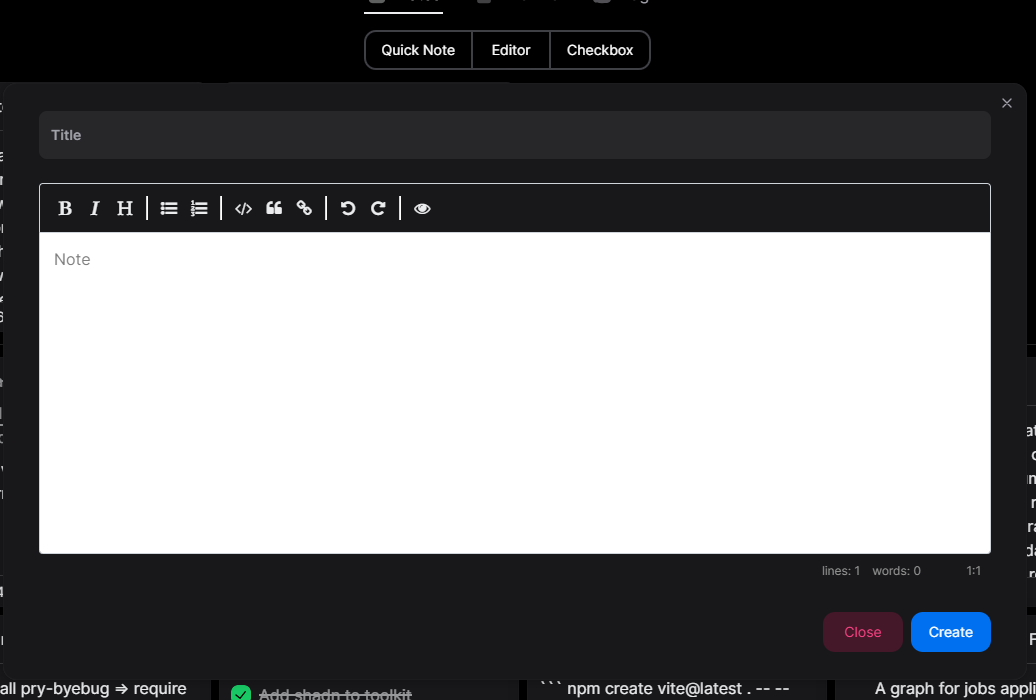 Quick Note
Editor
Checkbox
Title
B I H
Note
lines: 1 words: 0 1:1
Close
Create
all pry-byebug => require
Add shadn to toolkit
``` npm create vite@latest . -- --
A graph for jobs